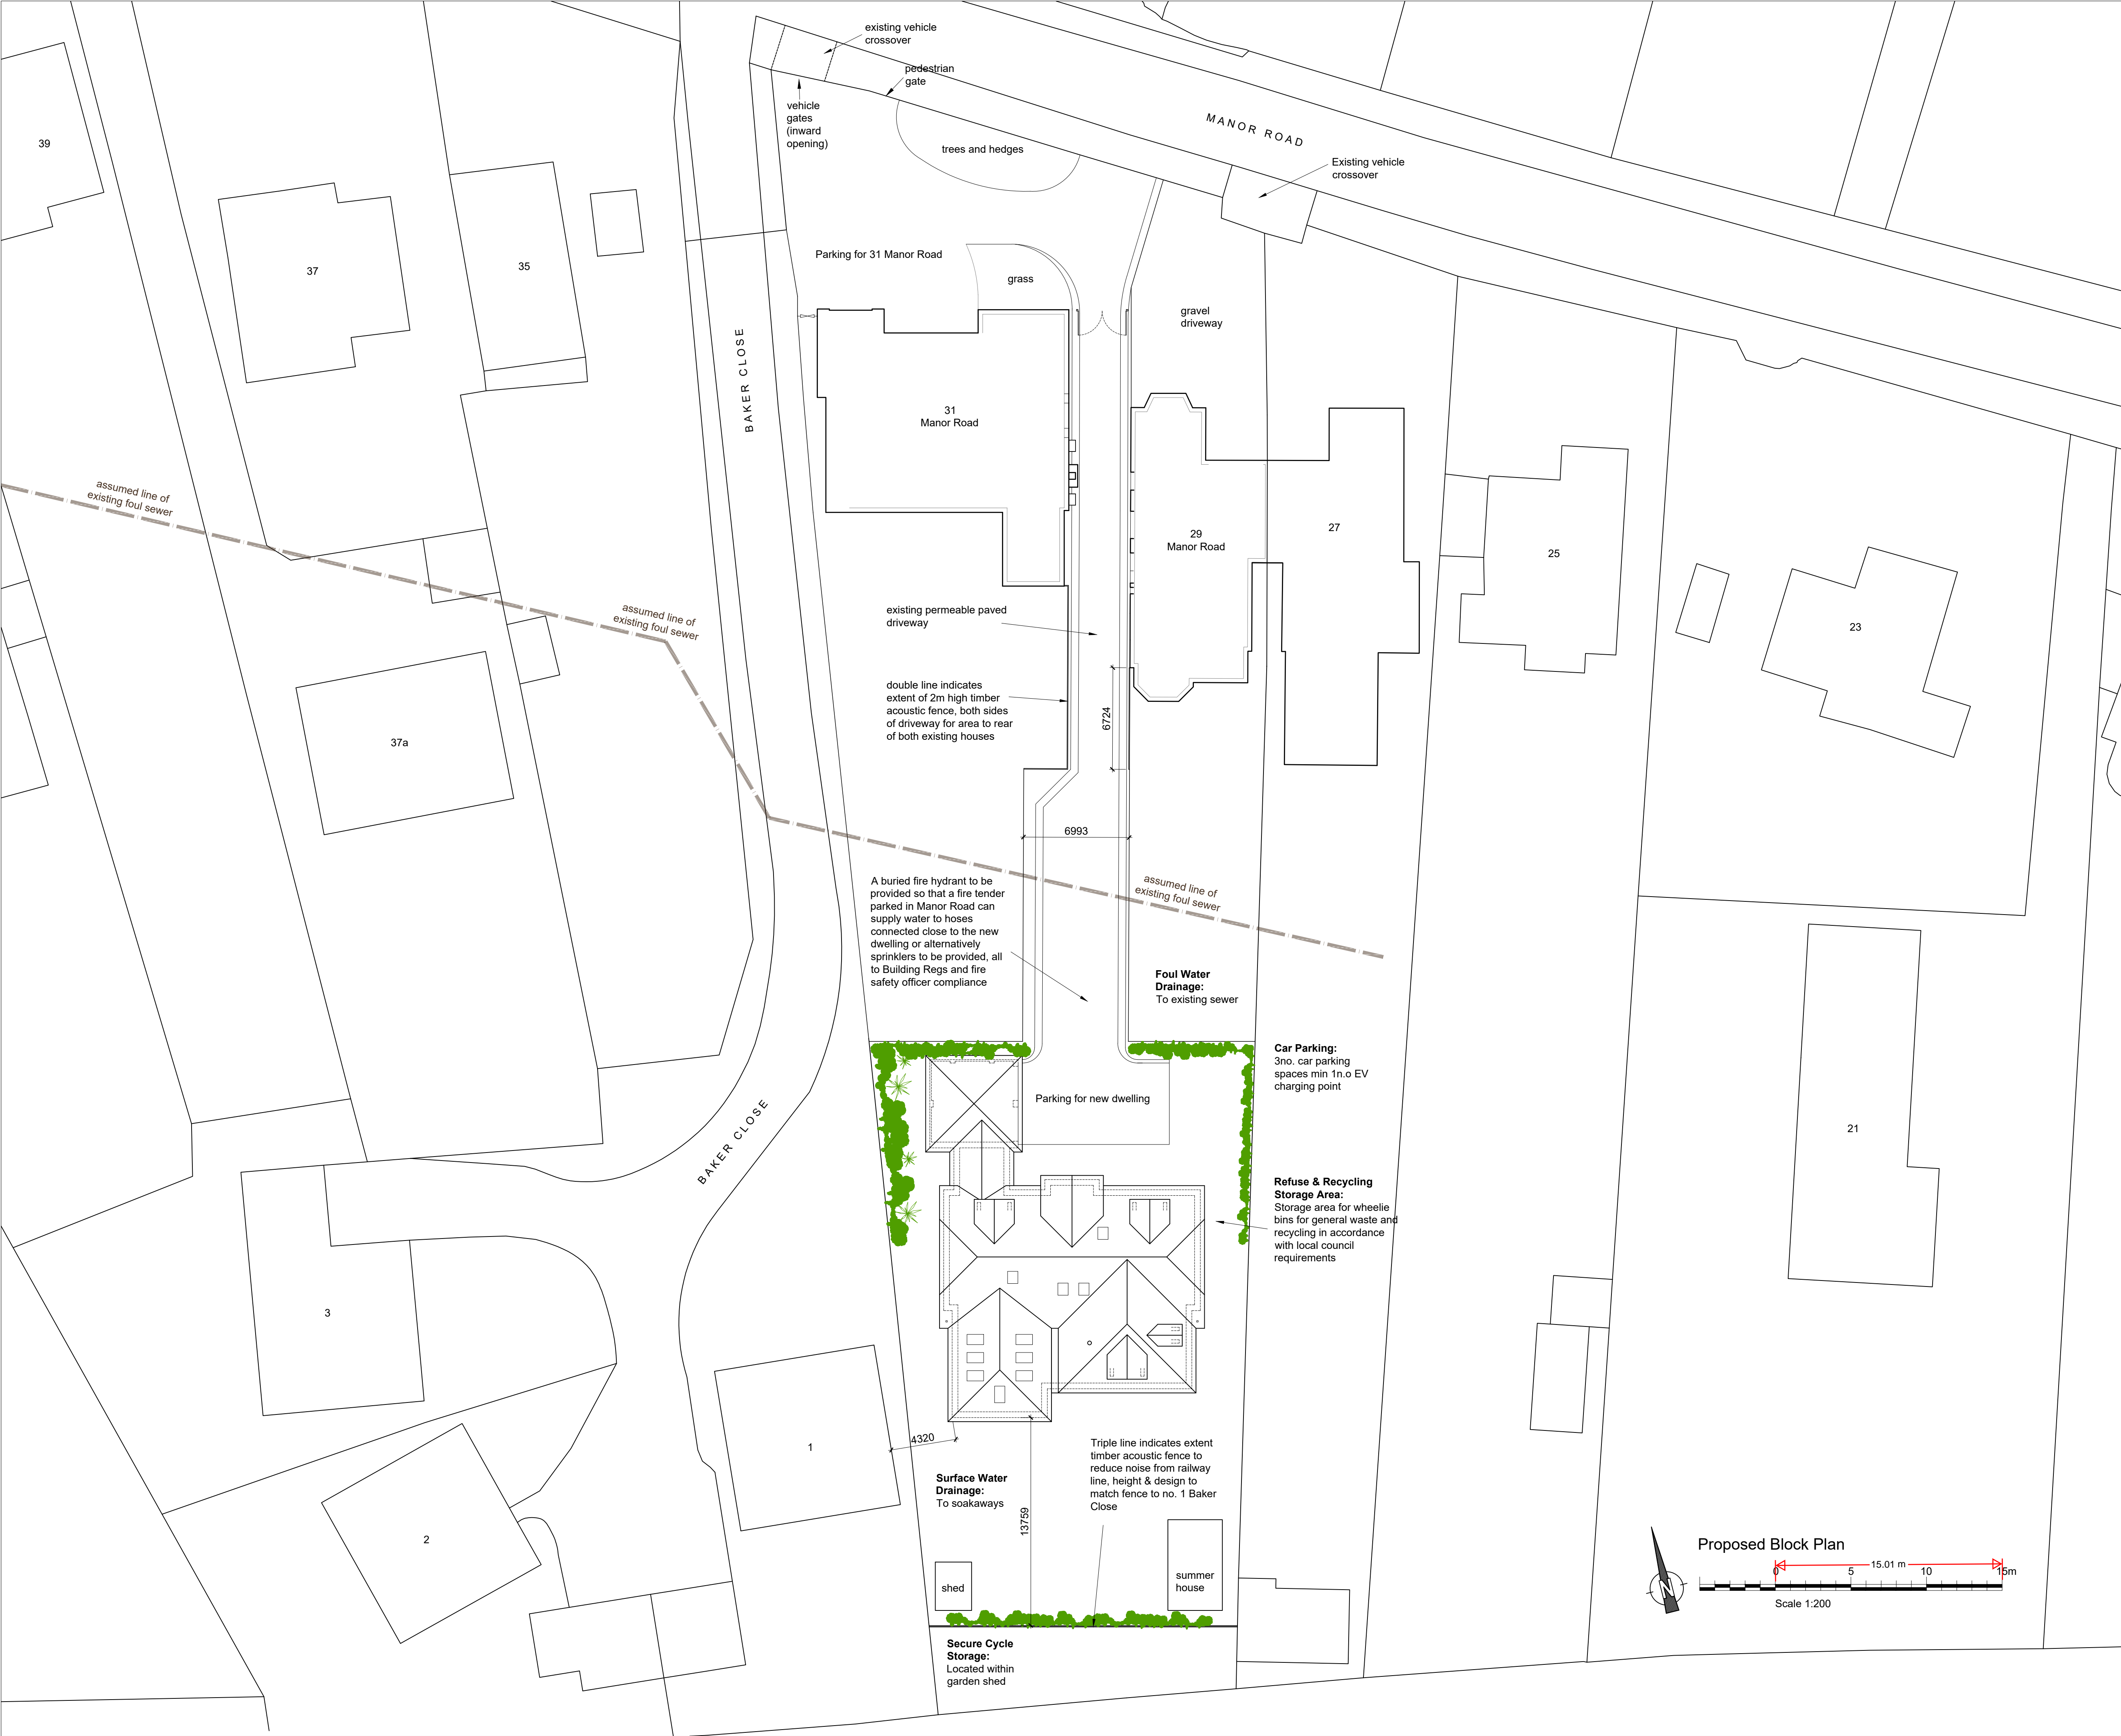 existing vehicle
crossover
pedestrian
gate
vehicle
gates
(inward
opening)
MANOR ROAD
trees and hedges
Existing vehicle
crossover
39
37
35
Parking for 31 Manor Road
grass
gravel
driveway
BAKER CLOSE
31
Manor Road
assumed line of
existing foul sewer
29
Manor Road
27
25
23
assumed line of
existing foul sewer
existing permeable paved
driveway
double line indicates
extent of 2m high timber
acoustic fence, both sides
of driveway for area to rear
of both existing houses
6724
37a
6993
A buried fire hydrant to be
provided so that a fire tender
parked in Manor Road can
supply water to hoses
connected close to the new
dwelling or alternatively
sprinklers to be provided, all
to Building Regs and fire
safety officer compliance
assumed line of
existing foul sewer
Foul Water
Drainage:
To existing sewer
Car Parking:
3no. car parking
spaces min 1n.o EV
charging point
Parking for new dwelling
BAKER CLOSE
21
Refuse & Recycling
Storage Area:
Storage area for wheelie
bins for general waste and
recycling in accordance
with local council
requirements
3
1
4320
2
Surface Water
Drainage:
To soakaways
13759
Triple line indicates extent
timber acoustic fence to
reduce noise from railway
line, height & design to
match fence to no. 1 Baker
Close
shed
summer
house
Secure Cycle
Storage:
Located within
garden shed
N
Proposed Block Plan
15.01 m
0 5 10 15m
Scale 1:200